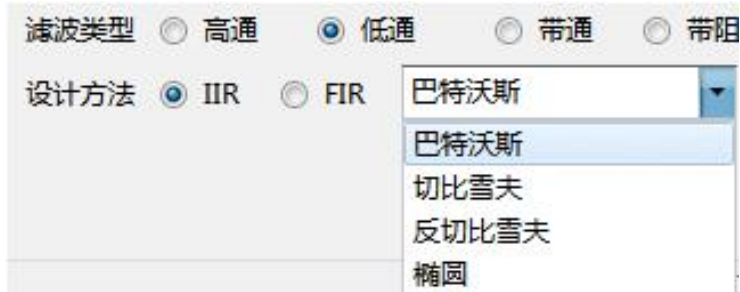 滤波类型 高通 低通 带通 带阻
设计方法 IIR FIR 巴特沃斯
巴特沃斯
切比雪夫
反切比雪夫
椭圆